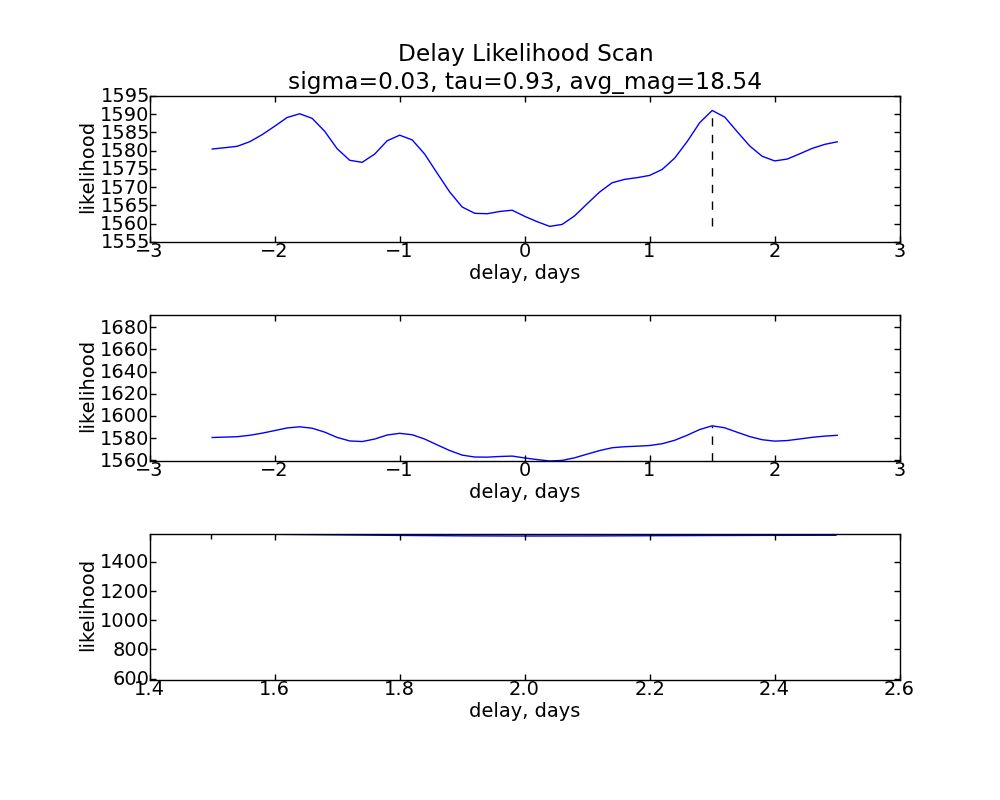 Delay Likelihood Scan
sigma=0.03, tau=0.93, avg_mag=18.54
1595
1590
1585
1580
1575
1570
1565
1560
1555
likelihood
−3 −2 −1 0 1 2 3
delay, days
1680
1660
1640
1620
1600
1580
1560
likelihood
−3 −2 −1 0 1 2 3
delay, days
1400
1200
1000
800
600
likelihood
1.4 1.6 1.8 2.0 2.2 2.4 2.6
delay, days